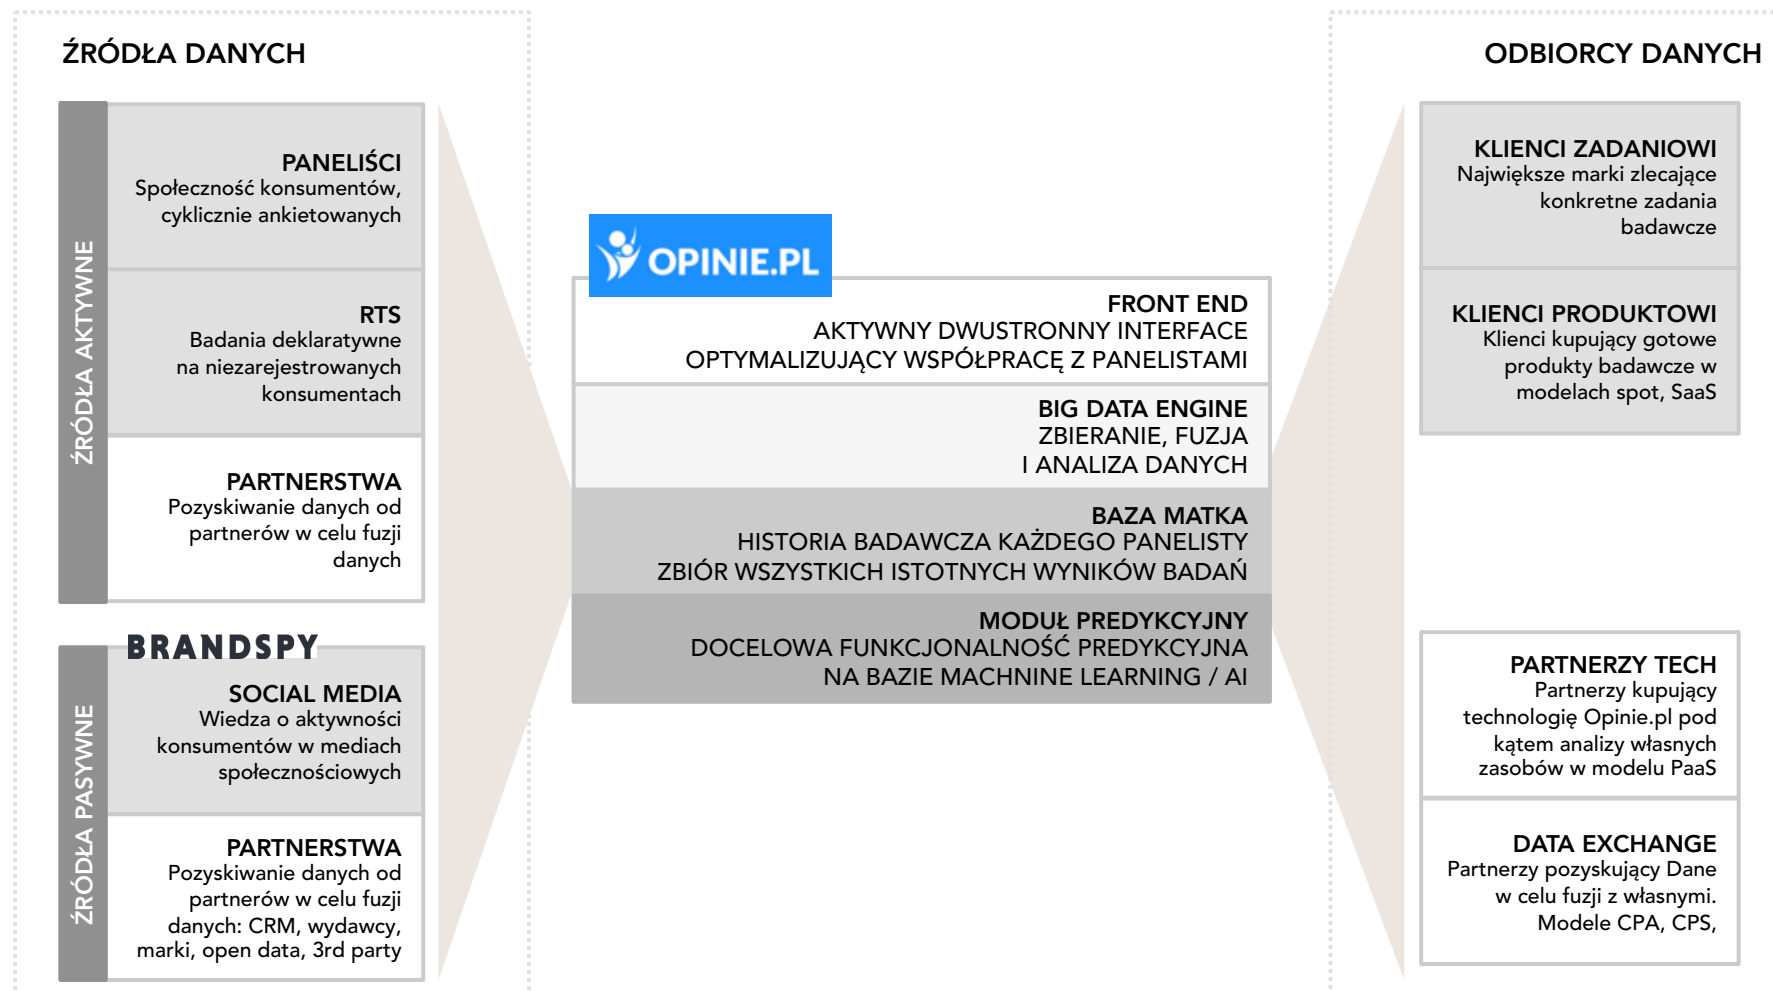 ŹRÓDŁA DANYCH
ŹRÓDŁA AKTYWNE
PANELIŚCI
Społeczność konsumentów,
cyklicznie ankietowanych
RTS
Badania deklaratywne
na niezarejestrowanych
konsumentach
PARTNERSTWA
Pozyskiwanie danych od
partnerów w celu fuzji
danych
ŹRÓDŁA PASYWNE
BRANDSPY
SOCIAL MEDIA
Wiedza o aktywności
konsumentów w mediach
społecznościowych
PARTNERSTWA
Pozyskiwanie danych od
partnerów w celu fuzji
danych: CRM, wydawcy,
marki, open data, 3rd party
OPINIE.PL
FRONT END
AKTYWNY DWUSTRONNY INTERFACE
OPTYMALIZUJĄCY WSPÓŁPRACĘ Z PANELISTAMI
BIG DATA ENGINE
ZBIERANIE, FUZJA
I ANALIZA DANYCH
BAZA MATKA
HISTORIA BADAWCZA KAŻDEGO PANELISTY
ZBIÓR WSZYSTKICH ISTOTNYCH WYNIKÓW BADAŃ
MODUŁ PREDYKCYJNY
DOCELOWA FUNKCJONALNOŚĆ PREDYKCYJNA
NA BAZIE MACHNINE LEARNING / AI
ODBIORCY DANYCH
KLIENCI ZADANIOWI
Największe marki zlecające
konkretne zadania
badawcze
KLIENCI PRODUKTOWI
Klienci kupujący gotowe
produkty badawcze w
modelach spot, SaaS
PARTNERZY TECH
Partnerzy kupujący
technologię Opinie.pl pod
kątem analizy własnych
zasobów w modelu PaaS
DATA EXCHANGE
Partnerzy pozyskujący Dane
w celu fuzji z własnymi.
Modele CPA, CPS,